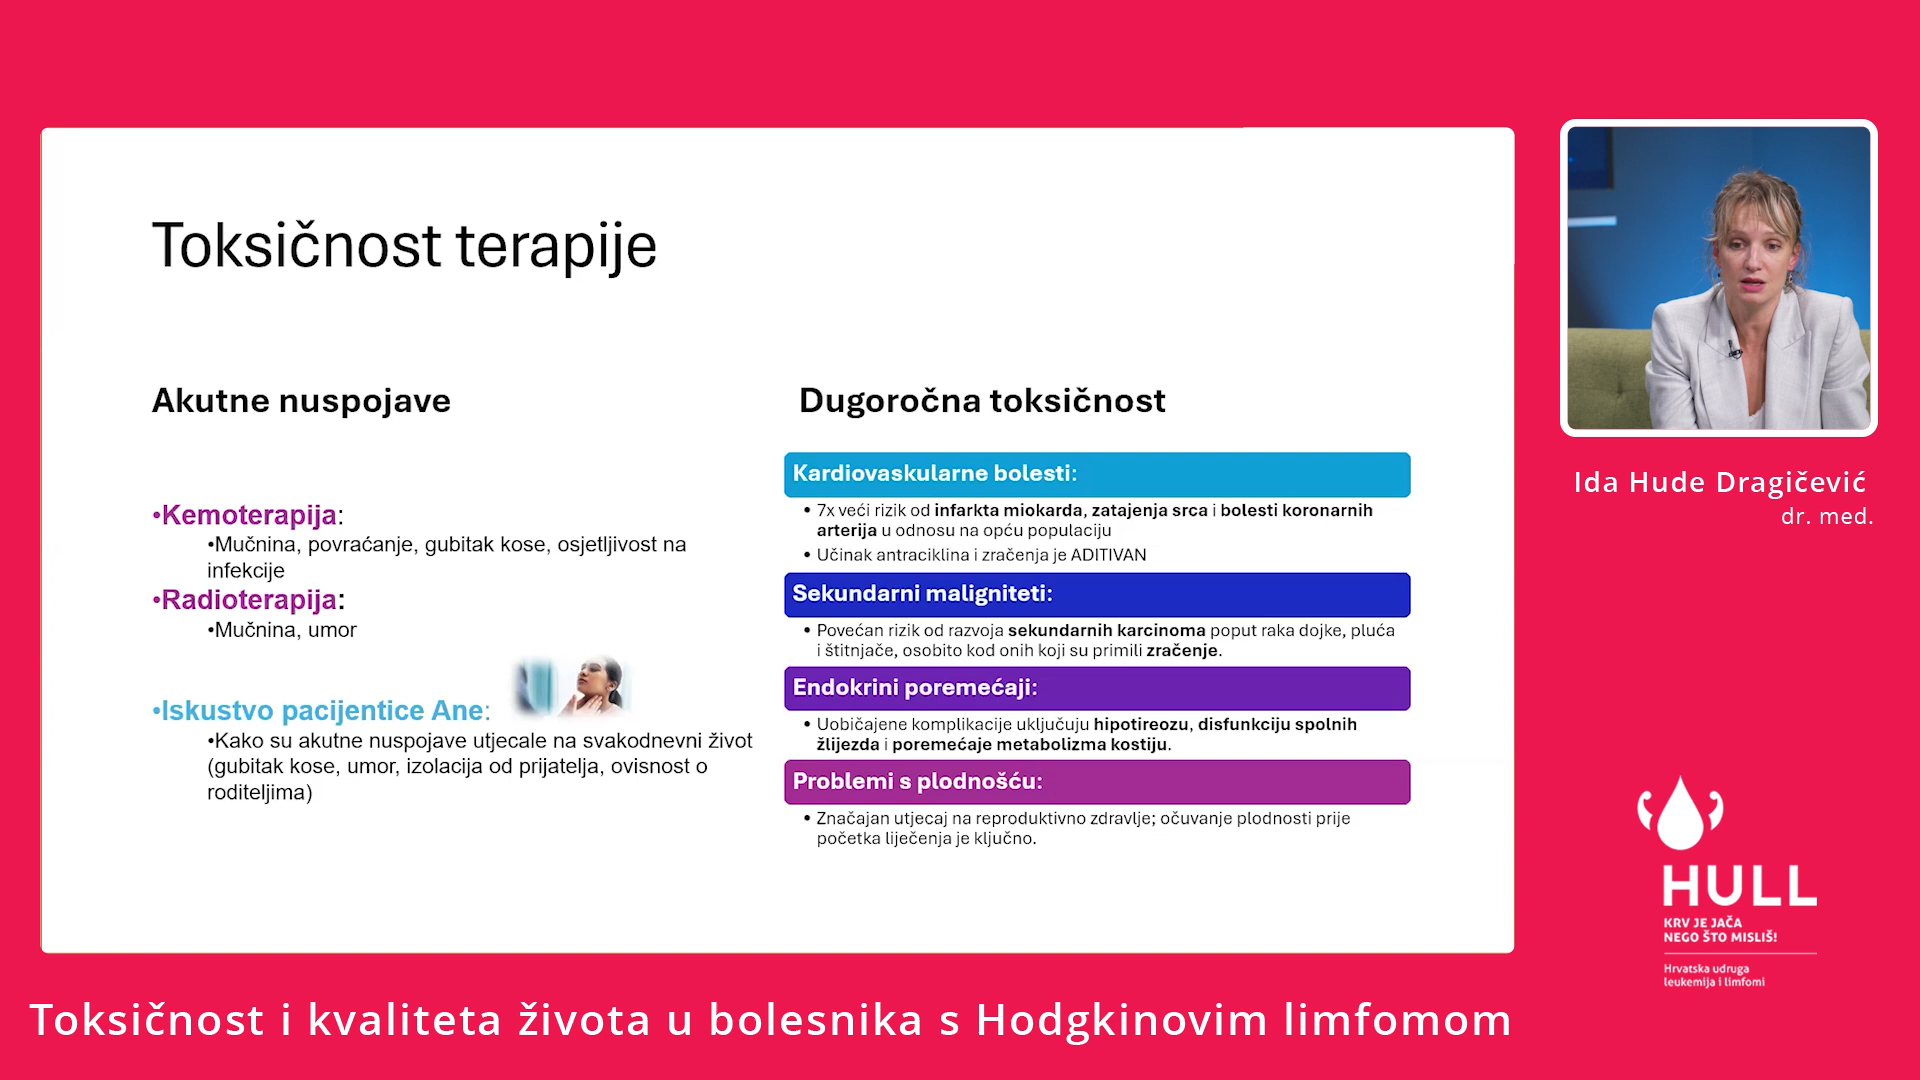 Toksičnost terapije
Akutne nuspojave
•Kemoterapija:
•Mučnina, povraćanje, gubitak kose, osjetljivost na
infekcije
•Radioterapija:
•Mučnina, umor
•Iskustvo pacijentice Ane:
•Kako su akutne nuspojave utjecale na svakodnevni život
(gubitak kose, umor, izolacija od prijatelja, ovisnost o
roditeljima)
Dugoročna toksičnost
Kardiovaskularne bolesti:
• 7x veći rizik od infarkta miokarda, zatajenja srca i bolesti koronarnih
arterija u odnosu na opću populaciju
• Učinak antraciklina i zračenja je ADITIVAN
Sekundarni maligniteti:
• Povećan rizik od razvoja sekundarnih karcinoma poput raka dojke, pluća
i štitnjače, osobito kod onih koji su primili zračenje.
Endokrini poremećaji:
• Uobičajene komplikacije uključuju hipotireozu, disfunkciju spolnih
žlijezda i poremećaje metabolizma kostiju.
Problemi s plodnošću:
• Značajan utjecaj na reproduktivno zdravlje; očuvanje plodnosti prije
početka liječenja je ključno.
Ida Hude Dragičević
dr. med.
HULL
KRV JE JAČA
NEGO ŠTO MISLIŠ!
Hrvatska udruga
leukemija i limfomi
Toksičnost i kvaliteta života u bolesnika s Hodgkinovim limfomom